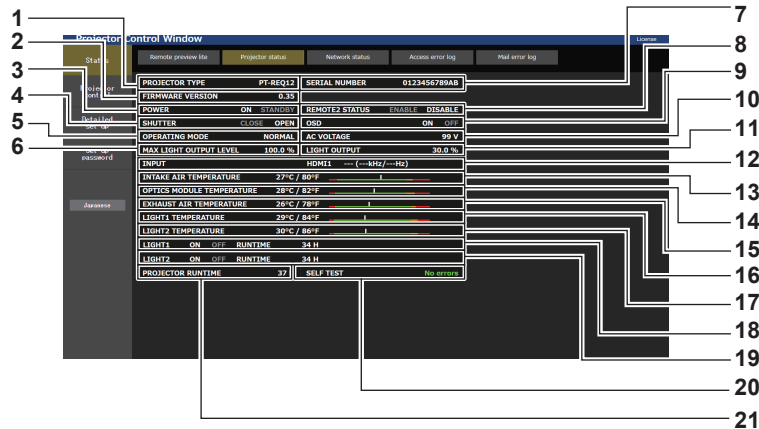 Projector Control Window
License
Status
Remote preview lite
Projector status
Network status
Access error log
Mail error log
Projector control
Detailed set up
Set up password
Japanese
PROJECTOR TYPE PT-REQ12
SERIAL NUMBER 0123456789AB
FIRMWARE VERSION 0.35
POWER ON STANDBY
REMOTE2 STATUS ENABLE DISABLE
SHUTTER CLOSE OPEN
OSD ON OFF
OPERATING MODE NORMAL
AC VOLTAGE 99 V
MAX LIGHT OUTPUT LEVEL 100.0 %
LIGHT OUTPUT 30.0 %
INPUT HDMI1 --- (---kHz/---Hz)
INTAKE AIR TEMPERATURE 27°C / 80°F
OPTICS MODULE TEMPERATURE 28°C / 82°F
EXHAUST AIR TEMPERATURE 26°C / 78°F
LIGHT1 TEMPERATURE 29°C / 84°F
LIGHT2 TEMPERATURE 30°C / 86°F
LIGHT1 ON OFF RUNTIME 34 H
LIGHT2 ON OFF RUNTIME 34 H
PROJECTOR RUNTIME 37
SELF TEST No errors
1
2
3
4
5
6
7
8
9
10
11
12
13
14
15
16
17
18
19
20
21